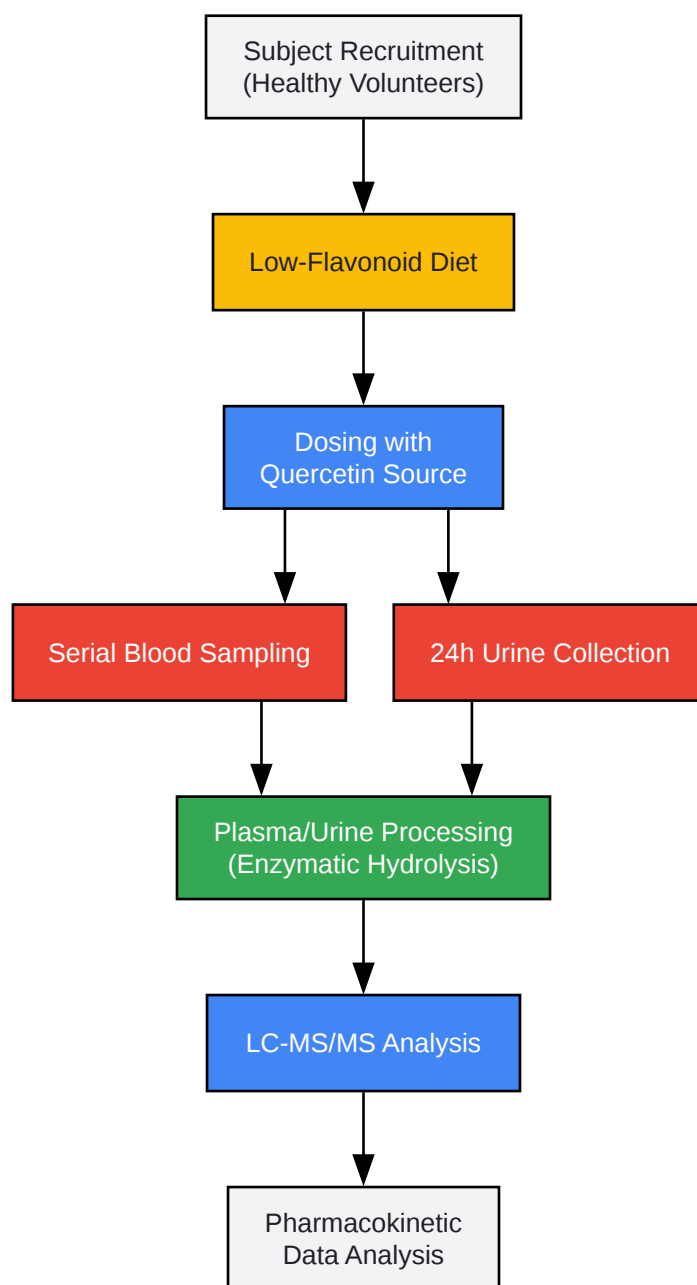 Subject Recruitment
(Healthy Volunteers)
Low-Flavonoid Diet
Dosing with
Quercetin Source
Serial Blood Sampling
24h Urine Collection
Plasma/Urine Processing
(Enzymatic Hydrolysis)
LC-MS/MS Analysis
Pharmacokinetic
Data Analysis